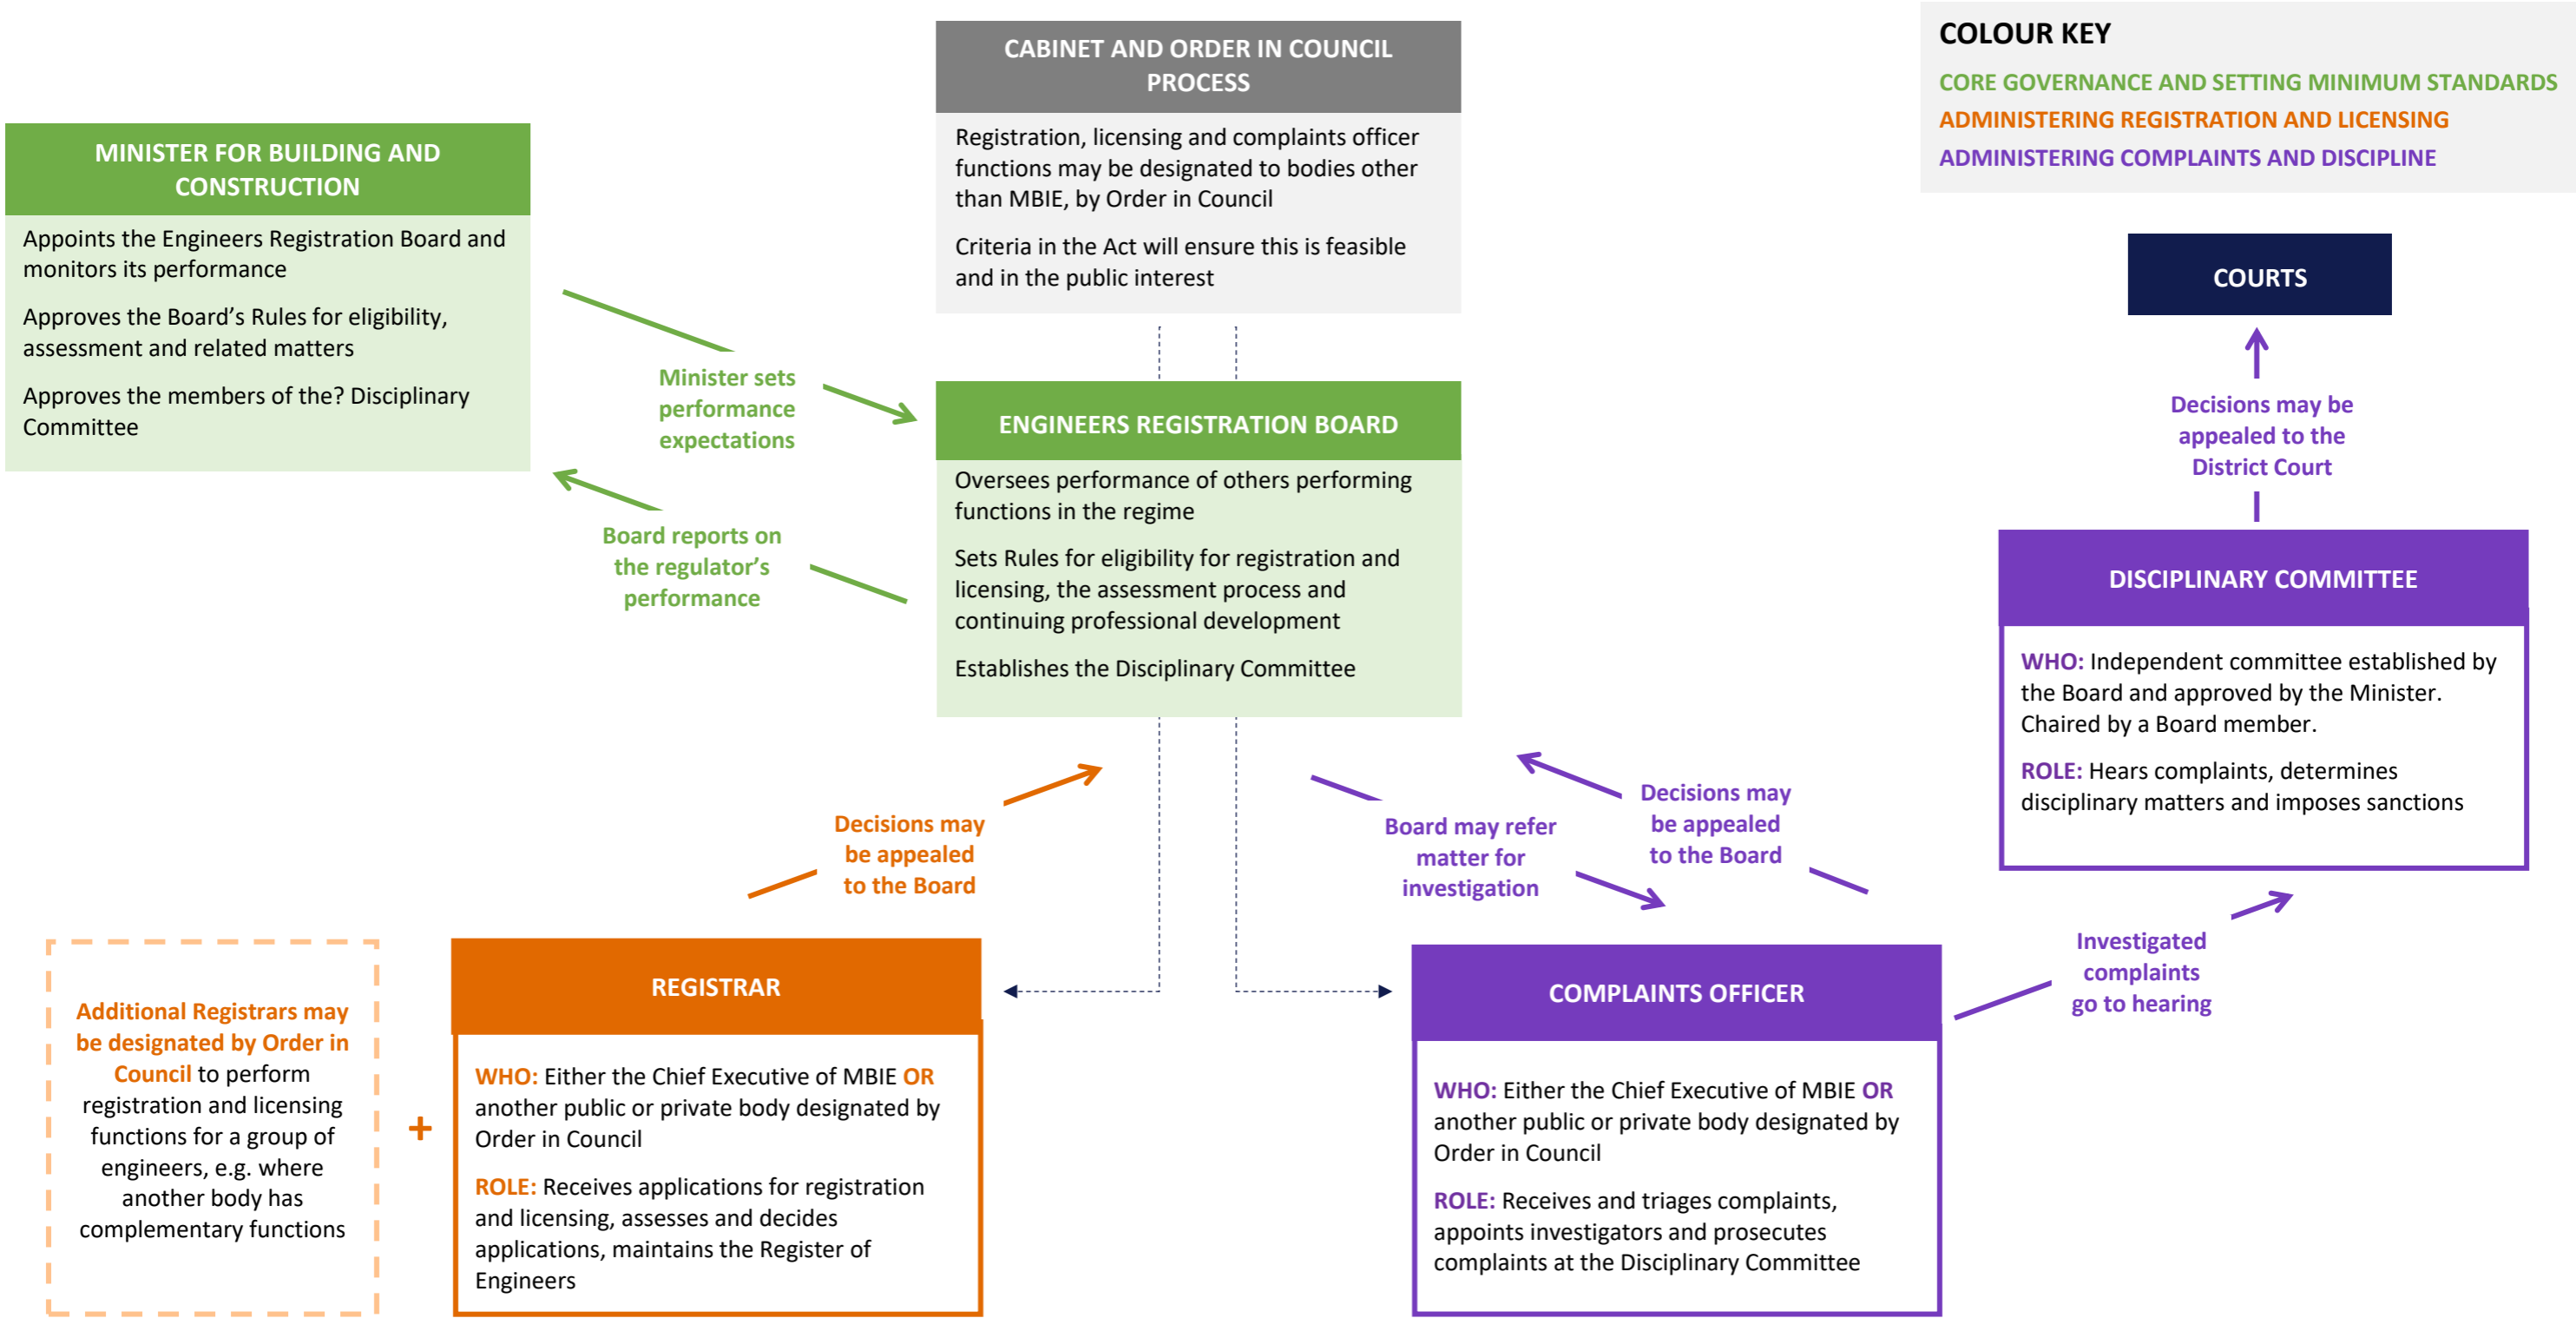 CABINET AND ORDER IN COUNCIL
PROCESS
Registration, licensing and complaints officer
functions may be designated to bodies other
than MBIE, by Order in Council
Criteria in the Act will ensure this is feasible
and in the public interest
COLOUR KEY
CORE GOVERNANCE AND SETTING MINIMUM STANDARDS
ADMINISTERING REGISTRATION AND LICENSING
ADMINISTERING COMPLAINTS AND DISCIPLINE
MINISTER FOR BUILDING AND
CONSTRUCTION
Appoints the Engineers Registration Board and
monitors its performance
Approves the Board's Rules for eligibility,
assessment and related matters
Approves the members of the? Disciplinary
Committee
Minister sets
performance
expectations
Board reports on
the regulator's
performance
ENGINEERS REGISTRATION BOARD
Oversees performance of others performing
functions in the regime
Sets Rules for eligibility for registration and
licensing, the assessment process and
continuing professional development
Establishes the Disciplinary Committee
COURTS
Decisions may be
appealed to the
District Court
DISCIPLINARY COMMITTEE
WHO: Independent committee established by
the Board and approved by the Minister.
Chaired by a Board member.
ROLE: Hears complaints, determines
disciplinary matters and imposes sanctions
Decisions may
be appealed
to the Board
Board may refer
matter for
investigation
Decisions may
be appealed
to the Board
Investigated
complaints
go to hearing
Additional Registrars may
be designated by Order in
Council to perform
registration and licensing
functions for a group of
engineers, e.g. where
another body has
complementary functions
+
REGISTRAR
WHO: Either the Chief Executive of MBIE OR
another public or private body designated by
Order in Council
ROLE: Receives applications for registration
and licensing, assesses and decides
applications, maintains the Register of
Engineers
COMPLAINTS OFFICER
WHO: Either the Chief Executive of MBIE OR
another public or private body designated by
Order in Council
ROLE: Receives and triages complaints,
appoints investigators and prosecutes
complaints at the Disciplinary Committee